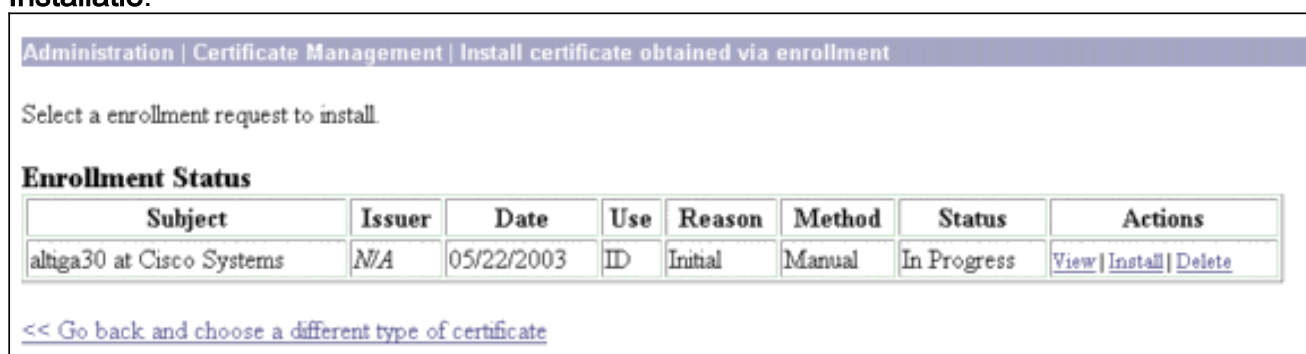 Installatio.
Administration | Certificate Management | Install certificate obtained via enrollment
Select a enrollment request to install.
Enrollment Status
Subject Issuer Date Use Reason Method Status Actions
altiga30 at Cisco Systems N/A 05/22/2003 ID Initial Manual In Progress View | Install | Delete
<< Go back and choose a different type of certificate